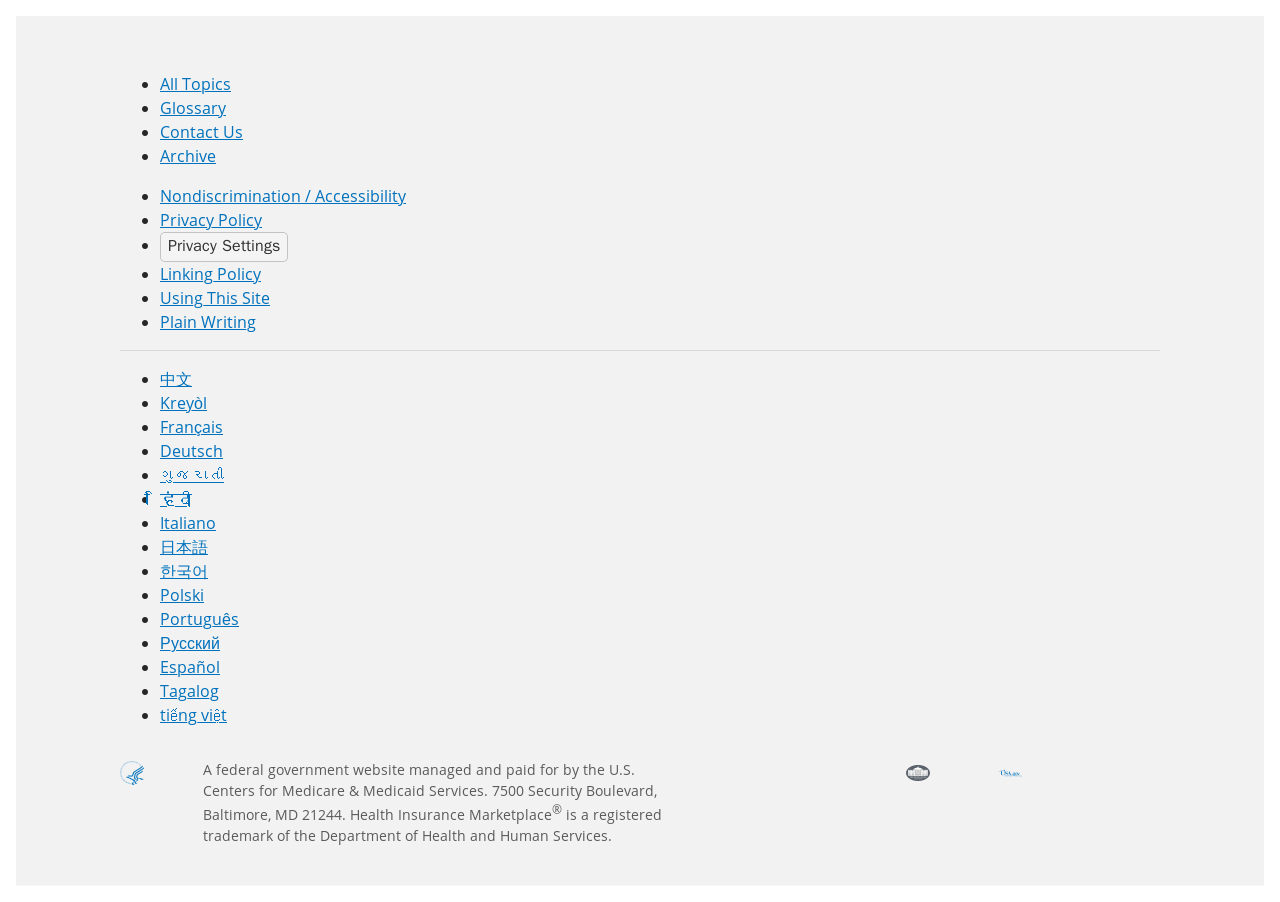 All Topics
Glossary
Contact Us
Archive
Nondiscrimination / Accessibility
Privacy Policy
Privacy Settings
Linking Policy
Using This Site
Plain Writing
中文
Kreyòl
Français
Deutsch
ગુજરાતી
हिंदी
Italiano
日本語
한국어
Polski
Português
Русский
Español
Tagalog
tiếng việt
A federal government website managed and paid for by the U.S.
Centers for Medicare & Medicaid Services. 7500 Security Boulevard,
Baltimore, MD 21244. Health Insurance Marketplace® is a registered
trademark of the Department of Health and Human Services.